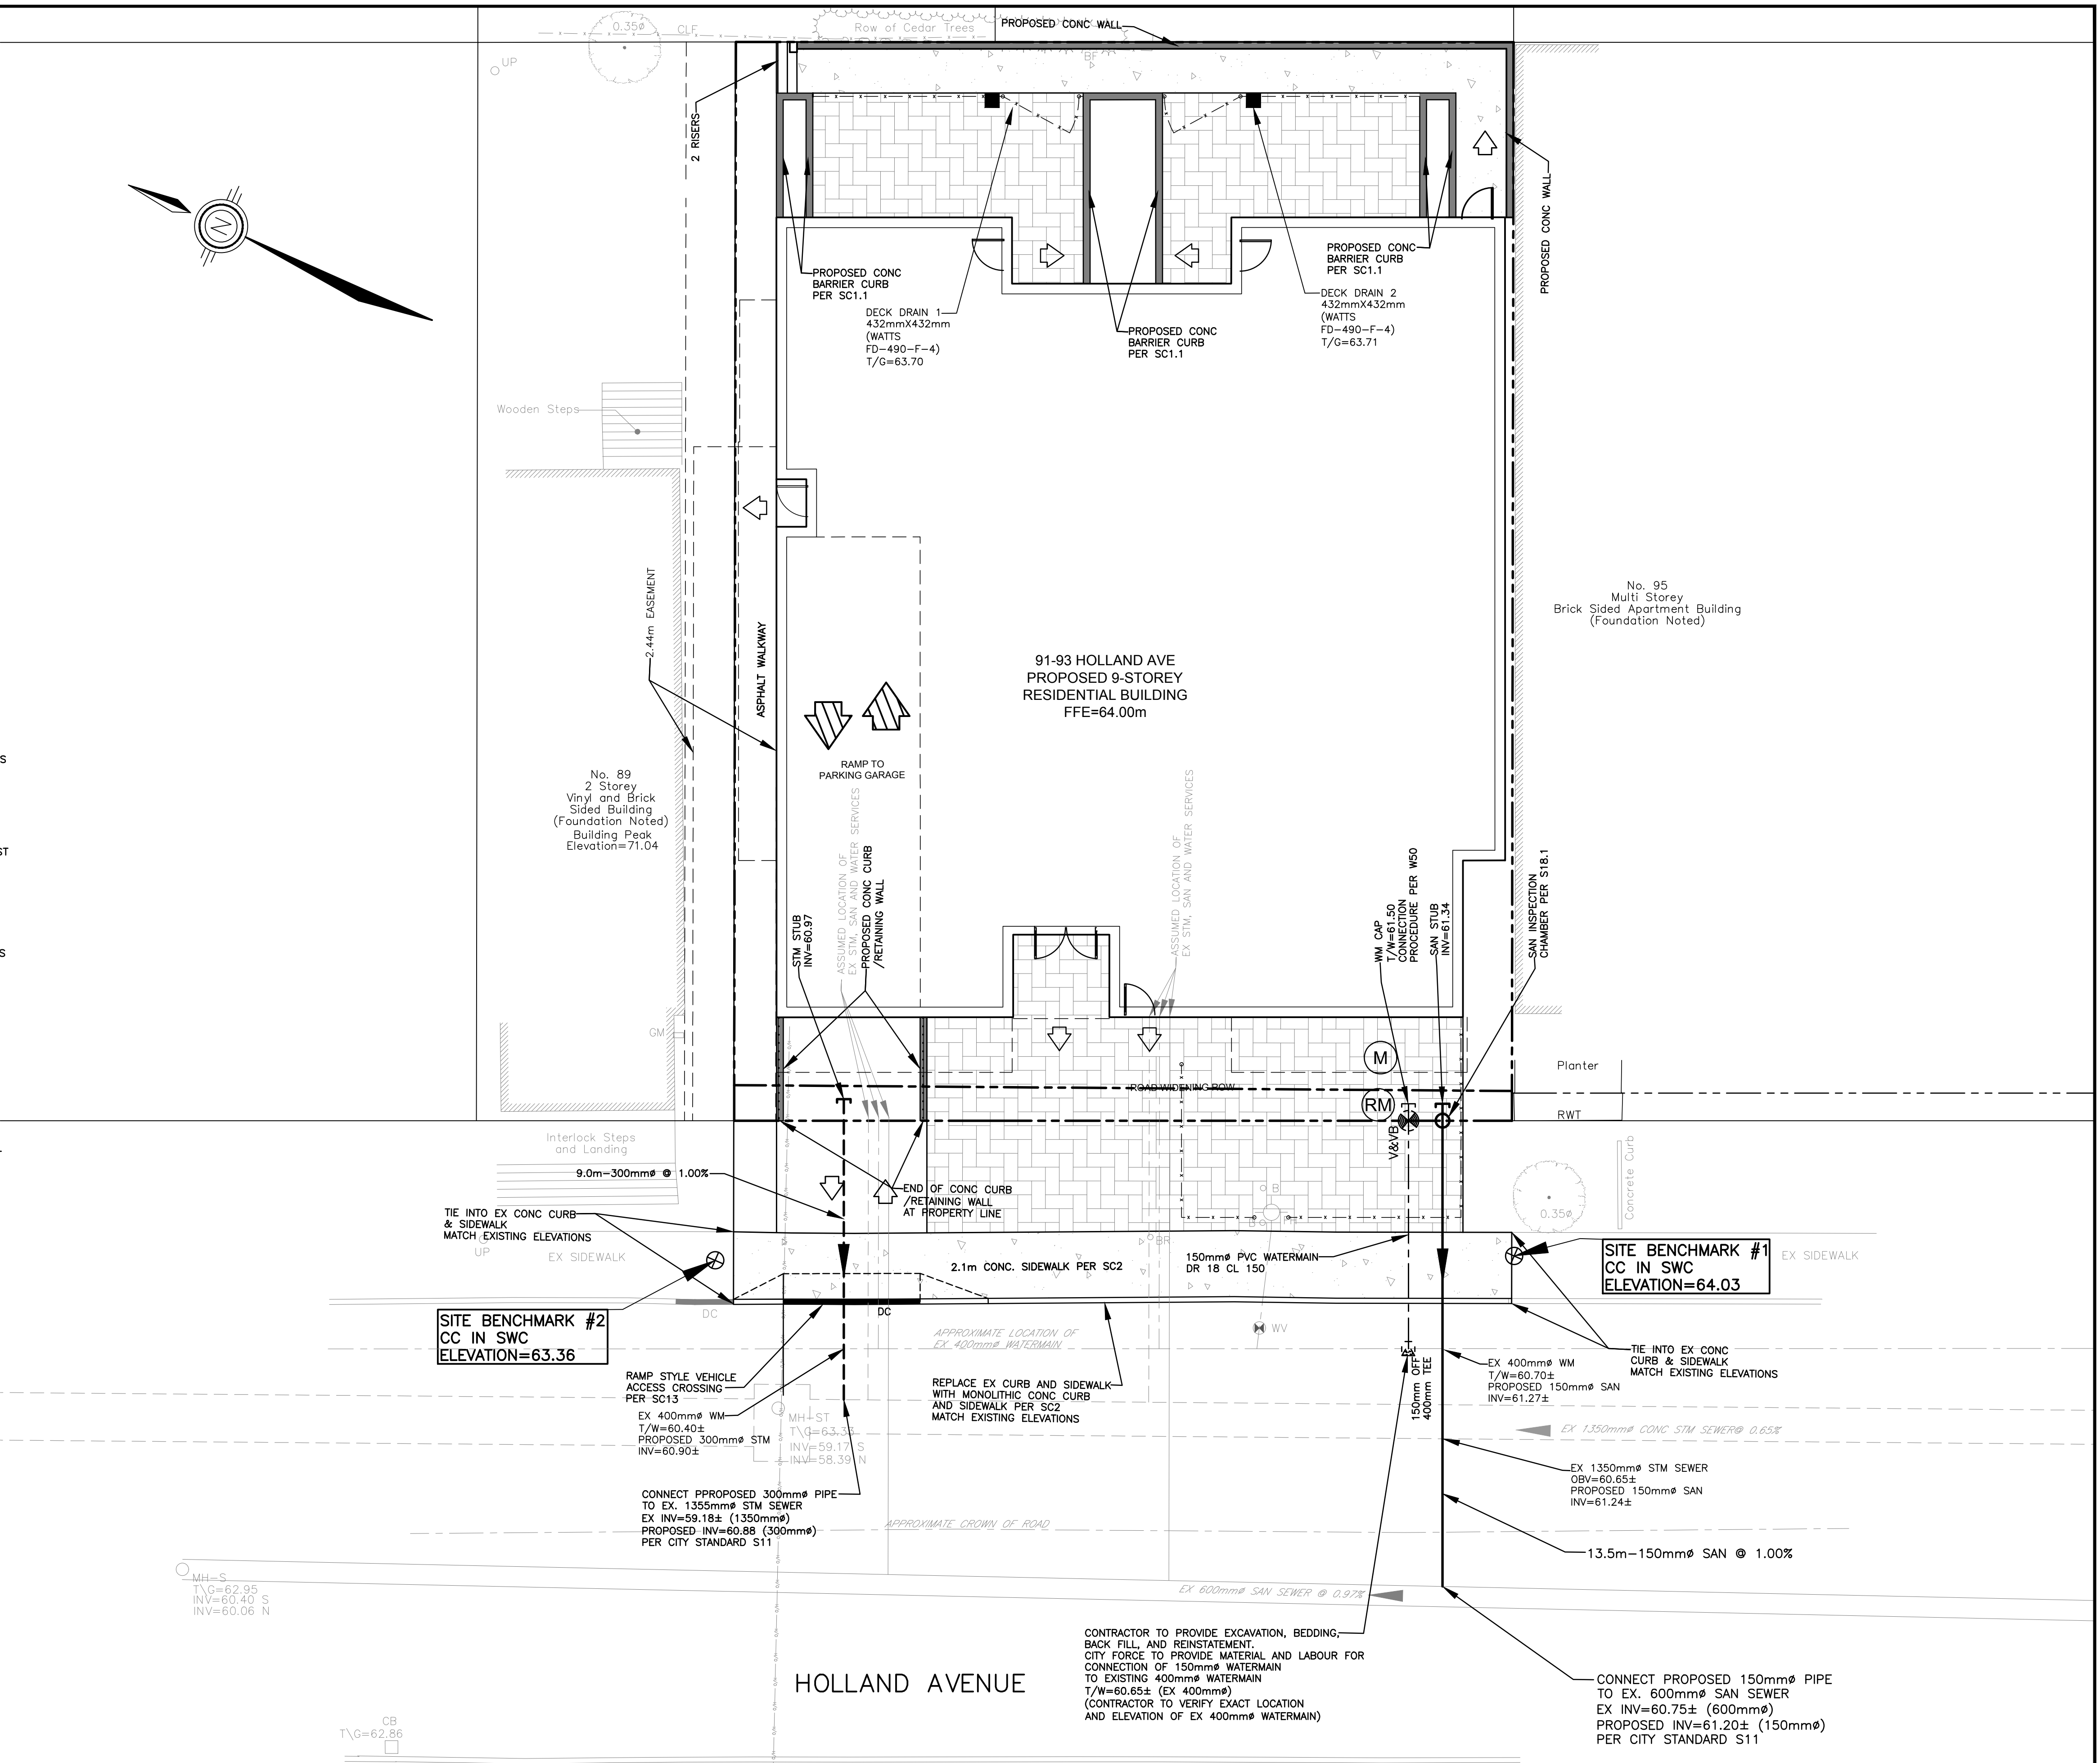 0.35ø
CLF
Row of Cedar Trees
PROPOSED CONC WALL
BF
UP
2 RISERS
N
PROPOSED CONC WALL
PROPOSED CONC
BARRIER CURB
PER SC1.1
DECK DRAIN 1
432mmX432mm
(WATTS
FD-490-F-4)
T/G=63.70
PROPOSED CONC
BARRIER CURB
PER SC1.1
PROPOSED CONC
BARRIER CURB
PER SC1.1
DECK DRAIN 2
432mmX432mm
(WATTS
FD-490-F-4)
T/G=63.71
Wooden Steps
2.44m EASEMENT
ASPHALT WALKWAY
No. 95
Multi Storey
Brick Sided Apartment Building
(Foundation Noted)
91-93 HOLLAND AVE
PROPOSED 9-STOREY
RESIDENTIAL BUILDING
FFE=64.00m
RAMP TO
PARKING GARAGE
No. 89
2 Storey
Vinyl and Brick
Sided Building
(Foundation Noted)
Building Peak
Elevation=71.04
S
ST
S
STM STUB
INV=60.97
ASSUMED LOCATION OF
EX STM, SAN AND WATER SERVICES
PROPOSED CONC CURB
/RETAINING WALL
ASSUMED LOCATION OF
EX STM, SAN AND WATER SERVICES
WM CAP
T/W=61.50
CONNECTION
PROCEDURE PER W50
SAN STUB
INV=61.34
SAN INSPECTION
CHAMBER PER S18.1
GM
M
ROAD WIDENING ROW
RM
V&VB
Planter
RWT
Concrete Curb
0.35ø
Interlock Steps
and Landing
9.0m-300mmø @ 1.00%
END OF CONC CURB
/RETAINING WALL
AT PROPERTY LINE
B
B
BR
TIE INTO EX CONC CURB
& SIDEWALK
MATCH EXISTING ELEVATIONS
UP
EX SIDEWALK
2.1m CONC. SIDEWALK PER SC2
150mmø PVC WATERMAIN
DR 18 CL 150
SITE BENCHMARK #1
CC IN SWC
ELEVATION=64.03
EX SIDEWALK
DC
DC
SITE BENCHMARK #2
CC IN SWC
ELEVATION=63.36
APPROXIMATE LOCATION OF
EX 400mmø WATERMAIN
WV
RAMP STYLE VEHICLE
ACCESS CROSSING
PER SC13
EX 400mmø WM
T/W=60.40±
PROPOSED 300mmø STM
INV=60.90±
MH-ST
T\G=63.33
INV=59.17 S
INV=58.39 N
REPLACE EX CURB AND SIDEWALK
WITH MONOLITHIC CONC CURB
AND SIDEWALK PER SC2
MATCH EXISTING ELEVATIONS
150mm OFF
400mm TEE
EX 400mmø WM
T/W=60.70±
PROPOSED 150mmø SAN
INV=61.27±
TIE INTO EX CONC
CURB & SIDEWALK
MATCH EXISTING ELEVATIONS
EX 1350mmø CONC STM SEWER@ 0.65%
EX 1350mmø STM SEWER
OBV=60.65±
PROPOSED 150mmø SAN
INV=61.24±
CONNECT PPROPOSED 300mmø PIPE
TO EX. 1355mmø STM SEWER
EX INV=59.18± (1350mmø)
PROPOSED INV=60.88 (300mmø)
PER CITY STANDARD S11
APPROXIMATE CROWN OF ROAD
13.5m-150mmø SAN @ 1.00%
MH-S
T\G=62.95
INV=60.40 S
INV=60.06 N
EX 600mmø SAN SEWER @ 0.97%
CONTRACTOR TO PROVIDE EXCAVATION, BEDDING,
BACK FILL, AND REINSTATEMENT.
CITY FORCE TO PROVIDE MATERIAL AND LABOUR FOR
CONNECTION OF 150mmø WATERMAIN
TO EXISTING 400mmø WATERMAIN
T/W=60.65± (EX 400mmø)
(CONTRACTOR TO VERIFY EXACT LOCATION
AND ELEVATION OF EX 400mmø WATERMAIN)
HOLLAND AVENUE
CONNECT PROPOSED 150mmø PIPE
TO EX. 600mmø SAN SEWER
EX INV=60.75± (600mmø)
PROPOSED INV=61.20± (150mmø)
PER CITY STANDARD S11
CB
T\G=62.86